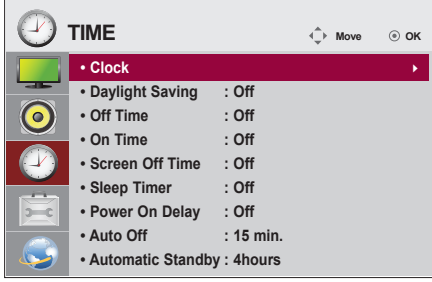 TIME Move OK
• Clock
• Daylight Saving : Off
• Off Time : Off
• On Time : Off
• Screen Off Time : Off
• Sleep Timer : Off
• Power On Delay : Off
• Auto Off : 15 min.
• Automatic Standby : 4hours